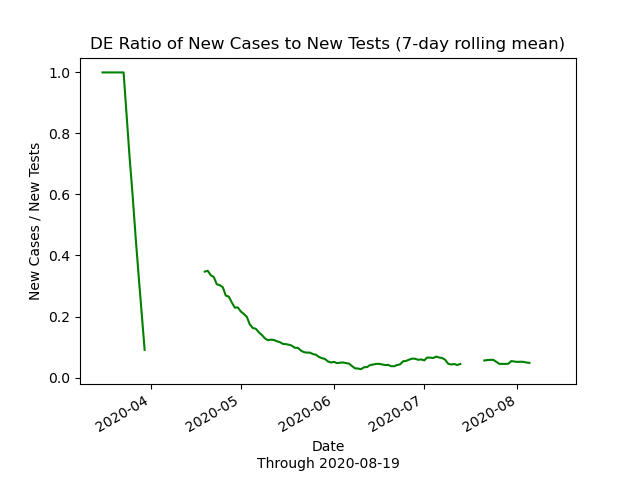 DE Ratio of New Cases to New Tests (7-day rolling mean)
1.0
0.8
0.6
0.4
0.2
0.0
New Cases / New Tests
2020-04
2020-05
2020-06
2020-07
2020-08
Date
Through 2020-08-19